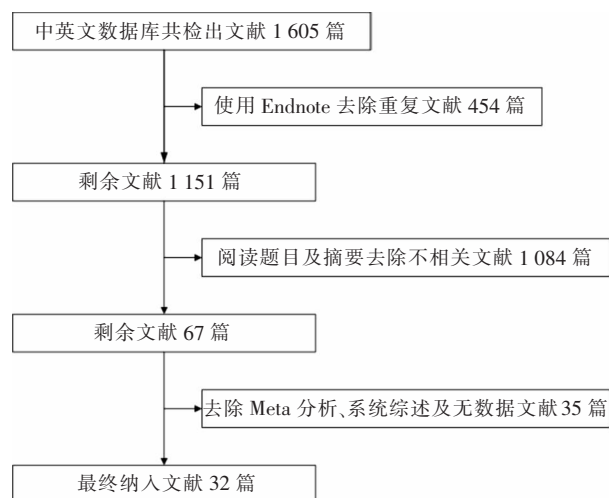 中英文数据库共检出文献 1 605 篇
使用 Endnote 去除重复文献 454 篇
剩余文献 1 151 篇
阅读题目及摘要去除不相关文献 1 084 篇
剩余文献 67 篇
去除 Meta 分析、系统综述及无数据文献 35 篇
最终纳入文献 32 篇